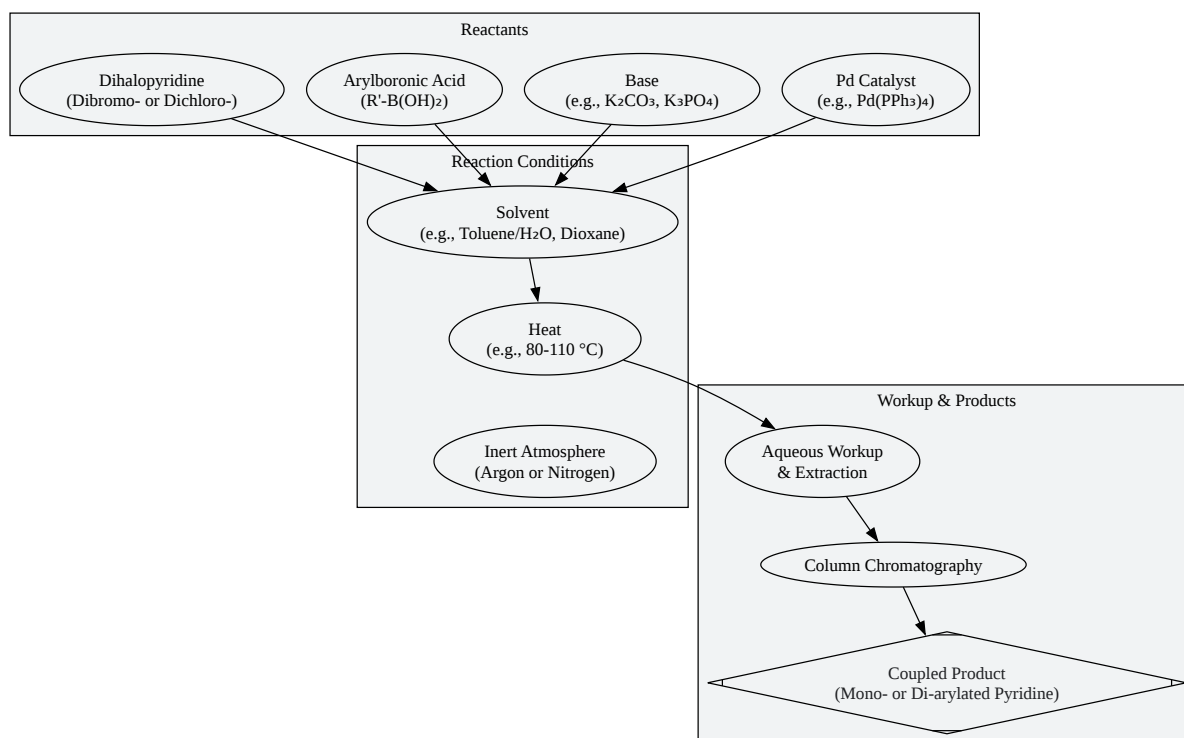 Reactants
Dihalopyridine
(Dibromo- or Dichloro-)
Arylboronic Acid
(R'-B(OH)₂)
Base
(e.g., K₂CO₃, K₃PO₄)
Pd Catalyst
(e.g., Pd(PPh₃)₄)
Reaction Conditions
Solvent
(e.g., Toluene/H₂O, Dioxane)
Heat
(e.g., 80-110 °C)
Inert Atmosphere
(Argon or Nitrogen)
Workup & Products
Aqueous Workup
& Extraction
Column Chromatography
Coupled Product
(Mono- or Di-arylated Pyridine)